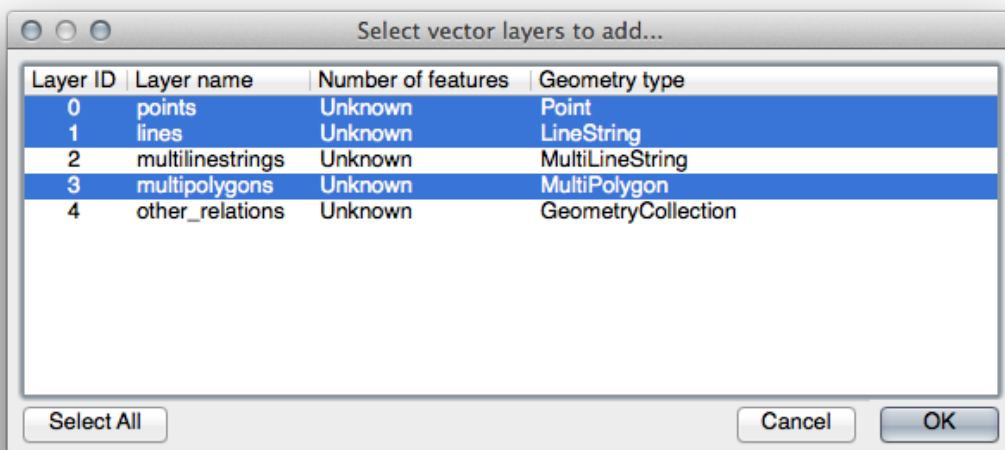 Select vector layers to add...
Layer ID Layer name Number of features Geometry type
0 points Unknown Point
1 lines Unknown LineString
2 multilinestrings Unknown MultiLineString
3 multipolygons Unknown MultiPolygon
4 other_relations Unknown GeometryCollection
Select All Cancel OK